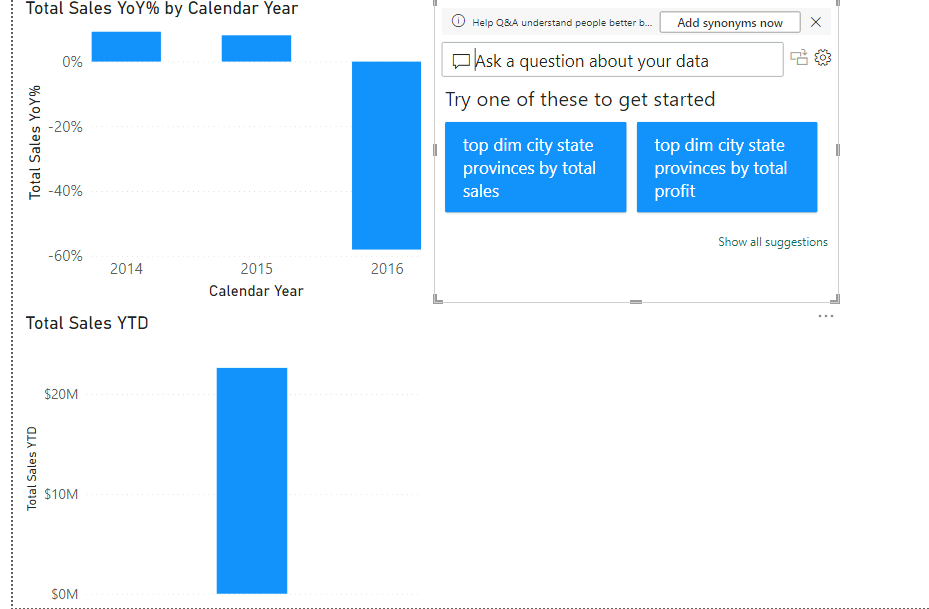 Total Sales YoY% by Calendar Year
Total Sales YoY%
0%
-20%
-40%
-60%
2014
2015
2016
Calendar Year
Help Q&A understand people better b...
Add synonyms now
Ask a question about your data
Try one of these to get started
top dim city state
provinces by total
sales
top dim city state
provinces by total
profit
Show all suggestions
Total Sales YTD
Total Sales YTD
$20M
$10M
$0M